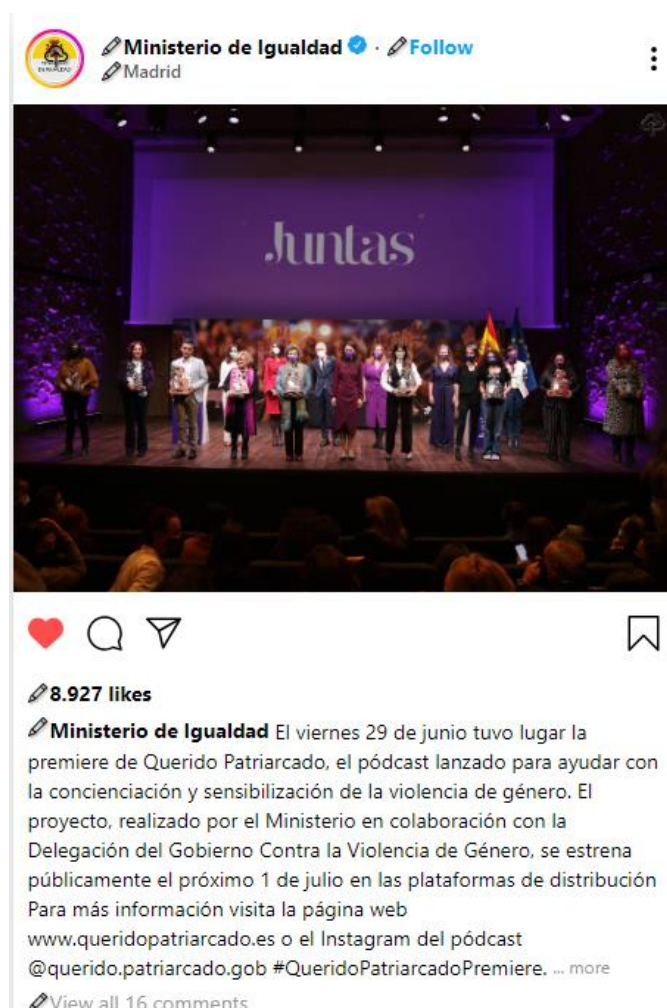 Ministerio de Igualdad · Follow
Madrid
Juntas
8.927 likes
Ministerio de Igualdad El viernes 29 de junio tuvo lugar la
premiere de Querido Patriarcado, el pódcast lanzado para ayudar con
la concienciación y sensibilización de la violencia de género. El
proyecto, realizado por el Ministerio en colaboración con la
Delegación del Gobierno Contra la Violencia de Género, se estrena
públicamente el próximo 1 de julio en las plataformas de distribución
Para más información visita la página web
www.queridopatriarcado.es o el Instagram del pódcast
@querido.patriarcado.gob #QueridoPatriarcadoPremiere. ... more
View all 16 comments